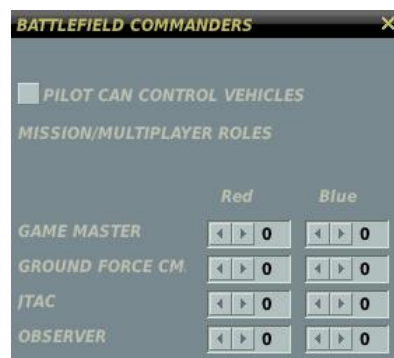 BATTLEFIELD COMMANDERS ×
PILOT CAN CONTROL VEHICLES
MISSION/MULTIPLAYER ROLES
Red Blue
GAME MASTER 0 0
GROUND FORCE CM. 0 0
JTAC 0 0
OBSERVER 0 0